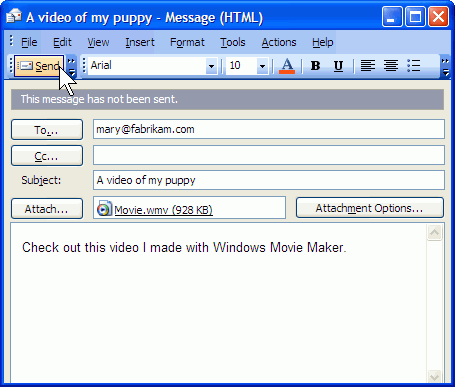 A video of my puppy - Message (HTML)
File Edit View Insert Format Tools Actions Help
Send Arial 10 A B I U
This message has not been sent.
To... mary@fabrikam.com
Cc...
Subject: A video of my puppy
Attach... Movie.wmv (928 KB) Attachment Options...
Check out this video I made with Windows Movie Maker.